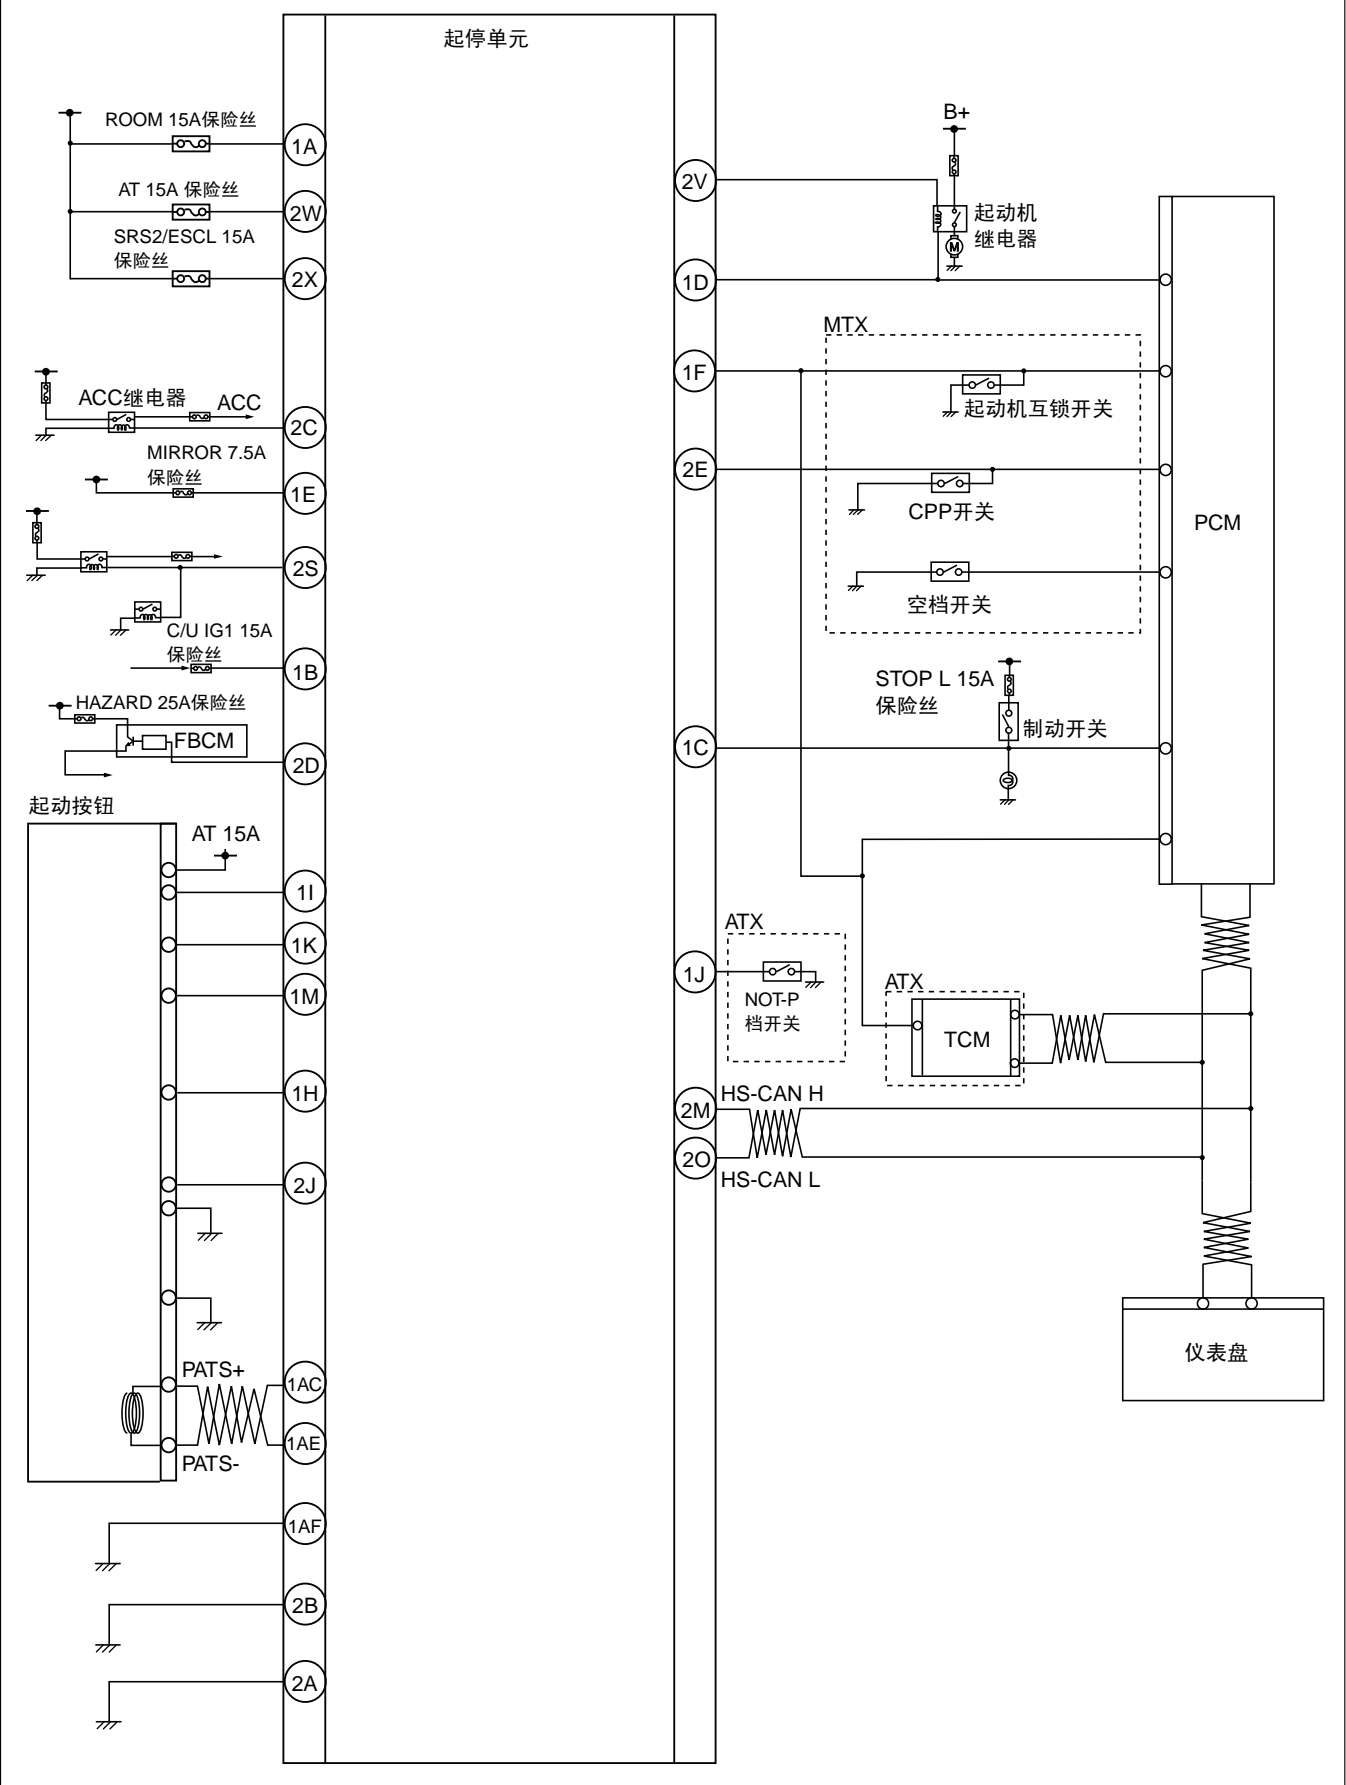 起停单元
ROOM 15A保险丝
1A
AT 15A 保险丝
2W
SRS2/ESCL 15A
保险丝
2X
ACC继电器
ACC
2C
MIRROR 7.5A
保险丝
1E
2S
C/U IG1 15A
保险丝
1B
HAZARD 25A保险丝
FBCM
2D
起动按钮
AT 15A
1I
1K
1M
1H
2J
PATS+
1AC
1AE
PATS-
1AF
2B
2A
B+
2V
起动机
继电器
M
1D
MTX
1F
起动机互锁开关
2E
CPP开关
空档开关
PCM
STOP L 15A
保险丝
制动开关
1C
ATX
1J
NOT-P
档开关
ATX
TCM
HS-CAN H
2M
2O
HS-CAN L
仪表盘